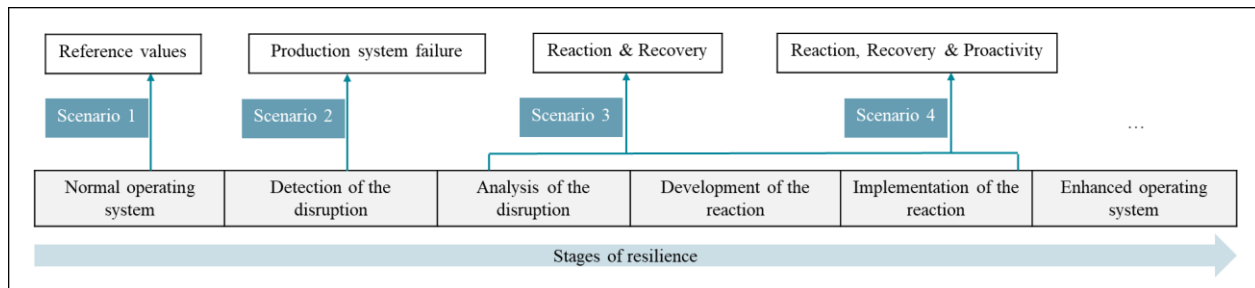 Reference values
Production system failure
Reaction & Recovery
Reaction, Recovery & Proactivity
Scenario 1
Scenario 2
Scenario 3
Scenario 4
...
Normal operating
system
Detection of the
disruption
Analysis of the
disruption
Development of the
reaction
Implementation of the
reaction
Enhanced operating
system
Stages of resilience